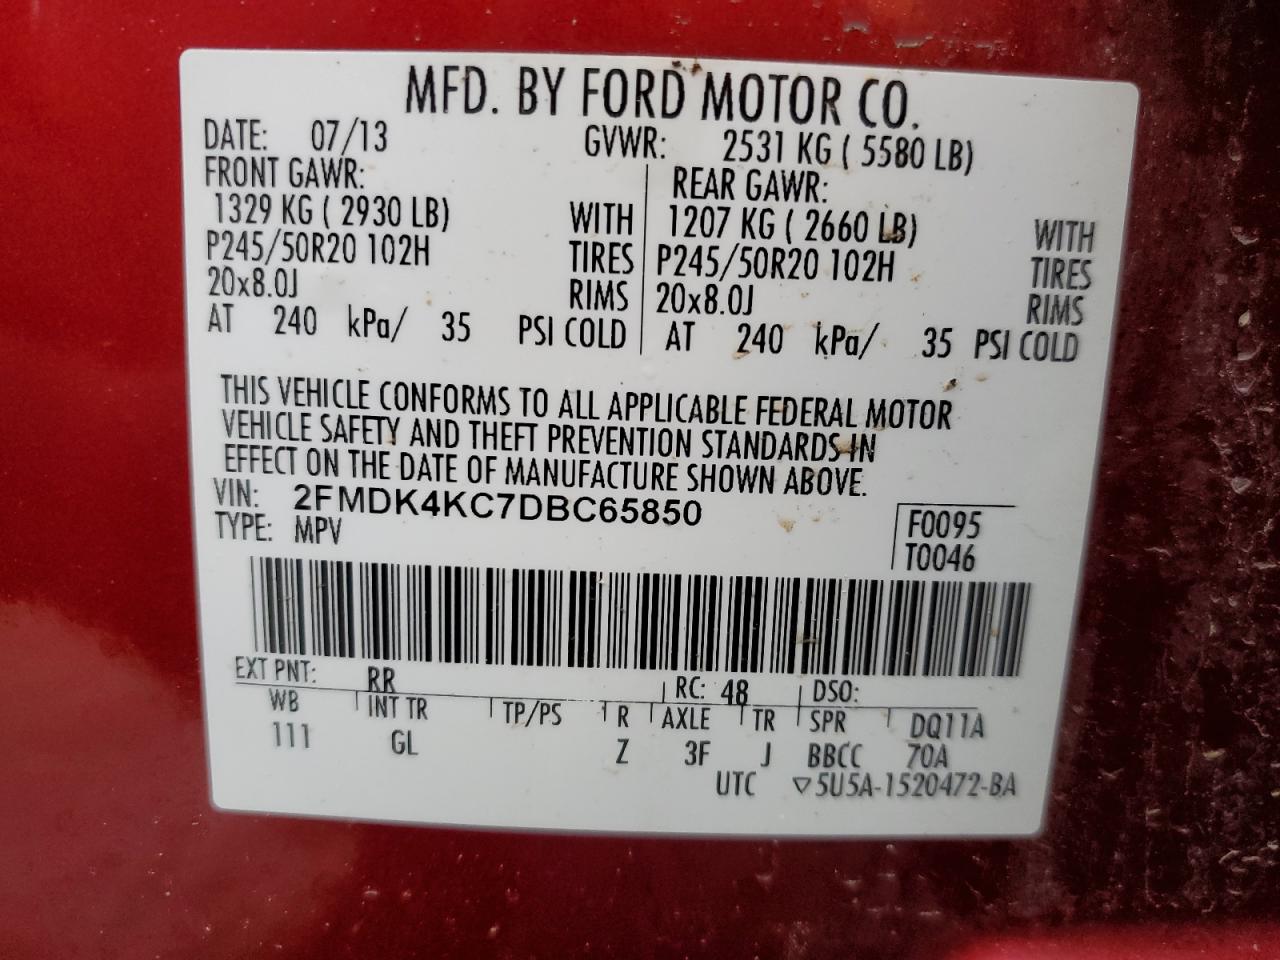 MFD. BY FORD MOTOR CO.
DATE: 07/13 GVWR: 2531 KG ( 5580 LB)
FRONT GAWR: REAR GAWR:
1329 KG ( 2930 LB) WITH 1207 KG ( 2660 LB) WITH
P245/50R20 102H TIRES P245/50R20 102H TIRES
20x8.0J RIMS 20x8.0J RIMS
AT 240 kPa/ 35 PSI COLD AT 240 kPa/ 35 PSI COLD
THIS VEHICLE CONFORMS TO ALL APPLICABLE FEDERAL MOTOR
VEHICLE SAFETY AND THEFT PREVENTION STANDARDS IN
EFFECT ON THE DATE OF MANUFACTURE SHOWN ABOVE.
VIN: 2FMDK4KC7DBC65850
TYPE: MPV
F0095
T0046
EXT PNT: RR RC: 48 DSO:
WB INT TR TP/PS R AXLE TR SPR DQ11A
111 GL Z 3F J BBCC 70A
UTC ▽5U5A-1520472-BA